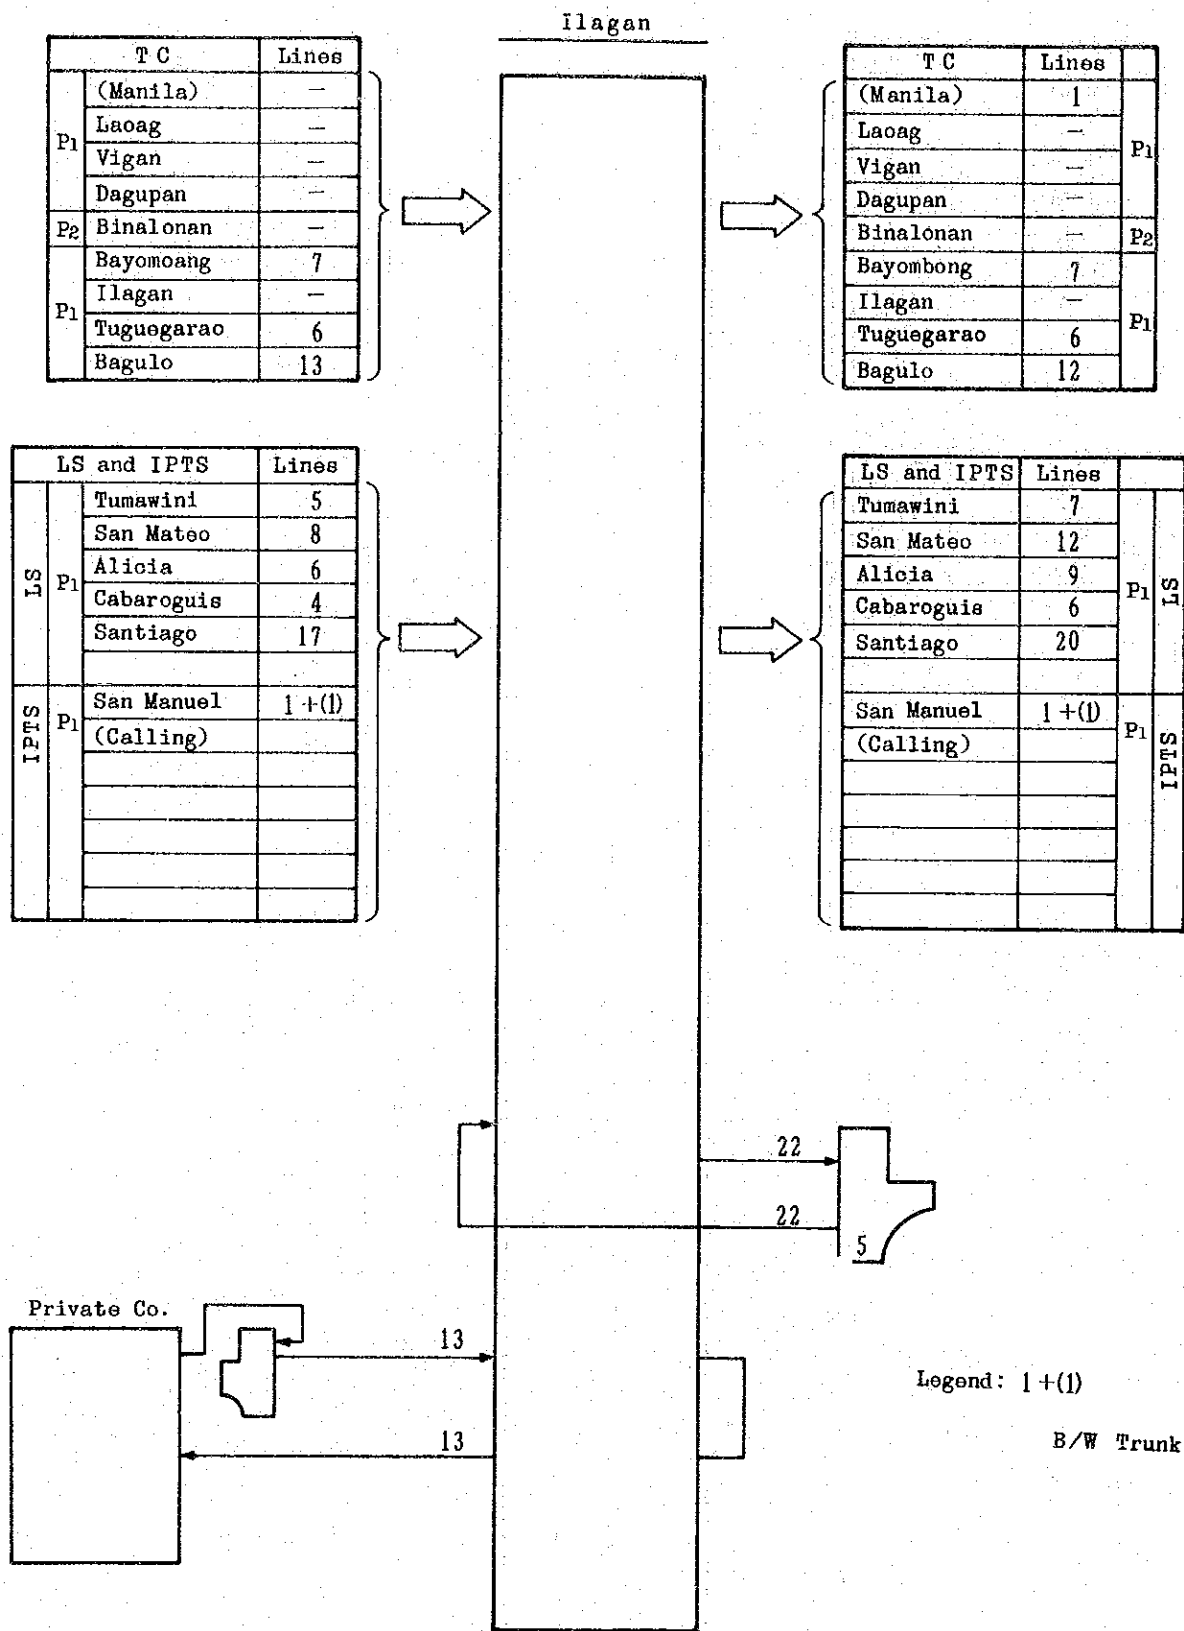 Ilagan
TC Lines
P1 (Manila) —
Laoag —
Vigan —
Dagupan —
P2 Binalonan —
P1 Bayomoang 7
Ilagan —
Tuguegarao 6
Bagulo 13
TC Lines
(Manila) 1 P1
Laoag —
Vigan —
Dagupan —
Binalonan — P2
Bayombong 7 P1
Ilagan —
Tuguegarao 6
Bagulo 12
LS and IPTS Lines
LS P1 Tumawini 5
San Mateo 8
Alicia 6
Cabaroguis 4
Santiago 17
IPTS P1 San Manuel 1+(1)
(Calling)
LS and IPTS Lines
Tumawini 7 P1 LS
San Mateo 12
Alicia 9
Cabaroguis 6
Santiago 20
San Manuel 1+(1) P1 IPTS
(Calling)
22
22
5
Private Co.
13
13
Legend: 1+(1)
B/W Trunk